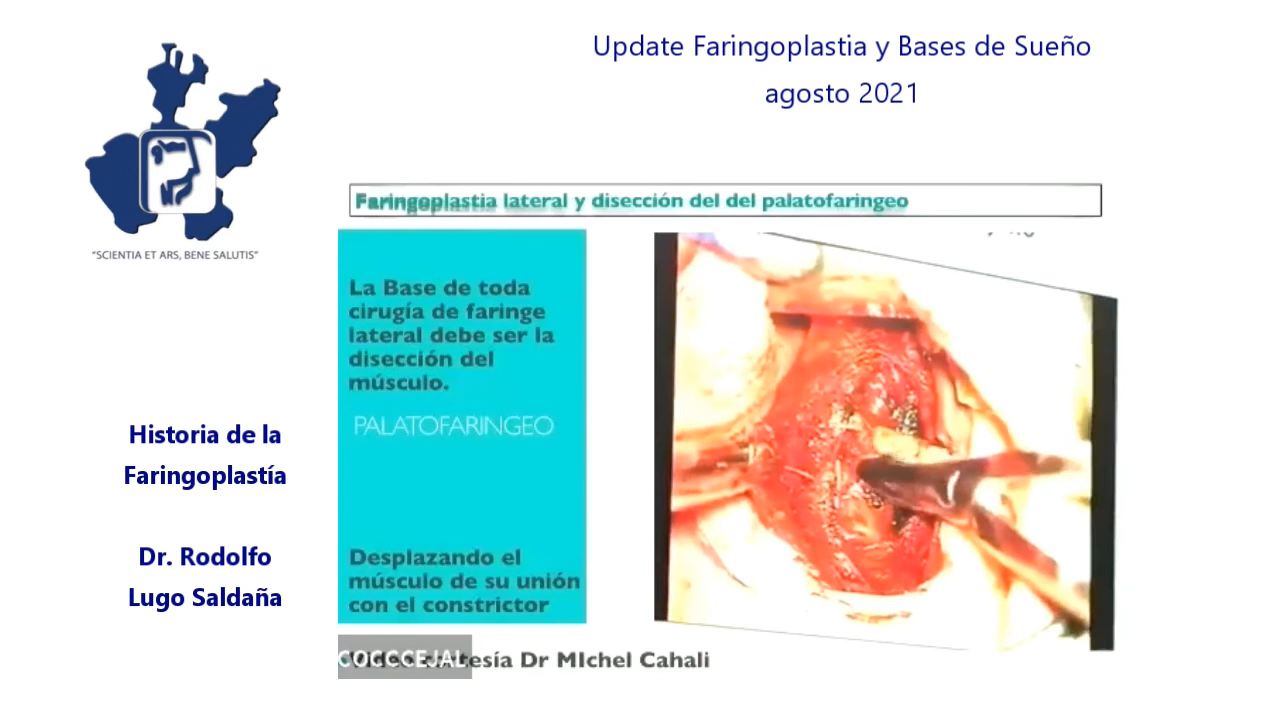 Update Faringoplastia y Bases de Sueño
agosto 2021
"SCIENTIA ET ARS, BENE SALUTIS"
Faringoplastia lateral y disección del del palatofaringeo
La Base de toda
cirugía de faringe
lateral debe ser la
disección del
músculo.
PALATOFARINGEO
Desplazando el
músculo de su unión
con el constrictor
Historia de la
Faringoplastía
Dr. Rodolfo
Lugo Saldaña
COCCCEJAL
Video cortesía Dr MIchel Cahali